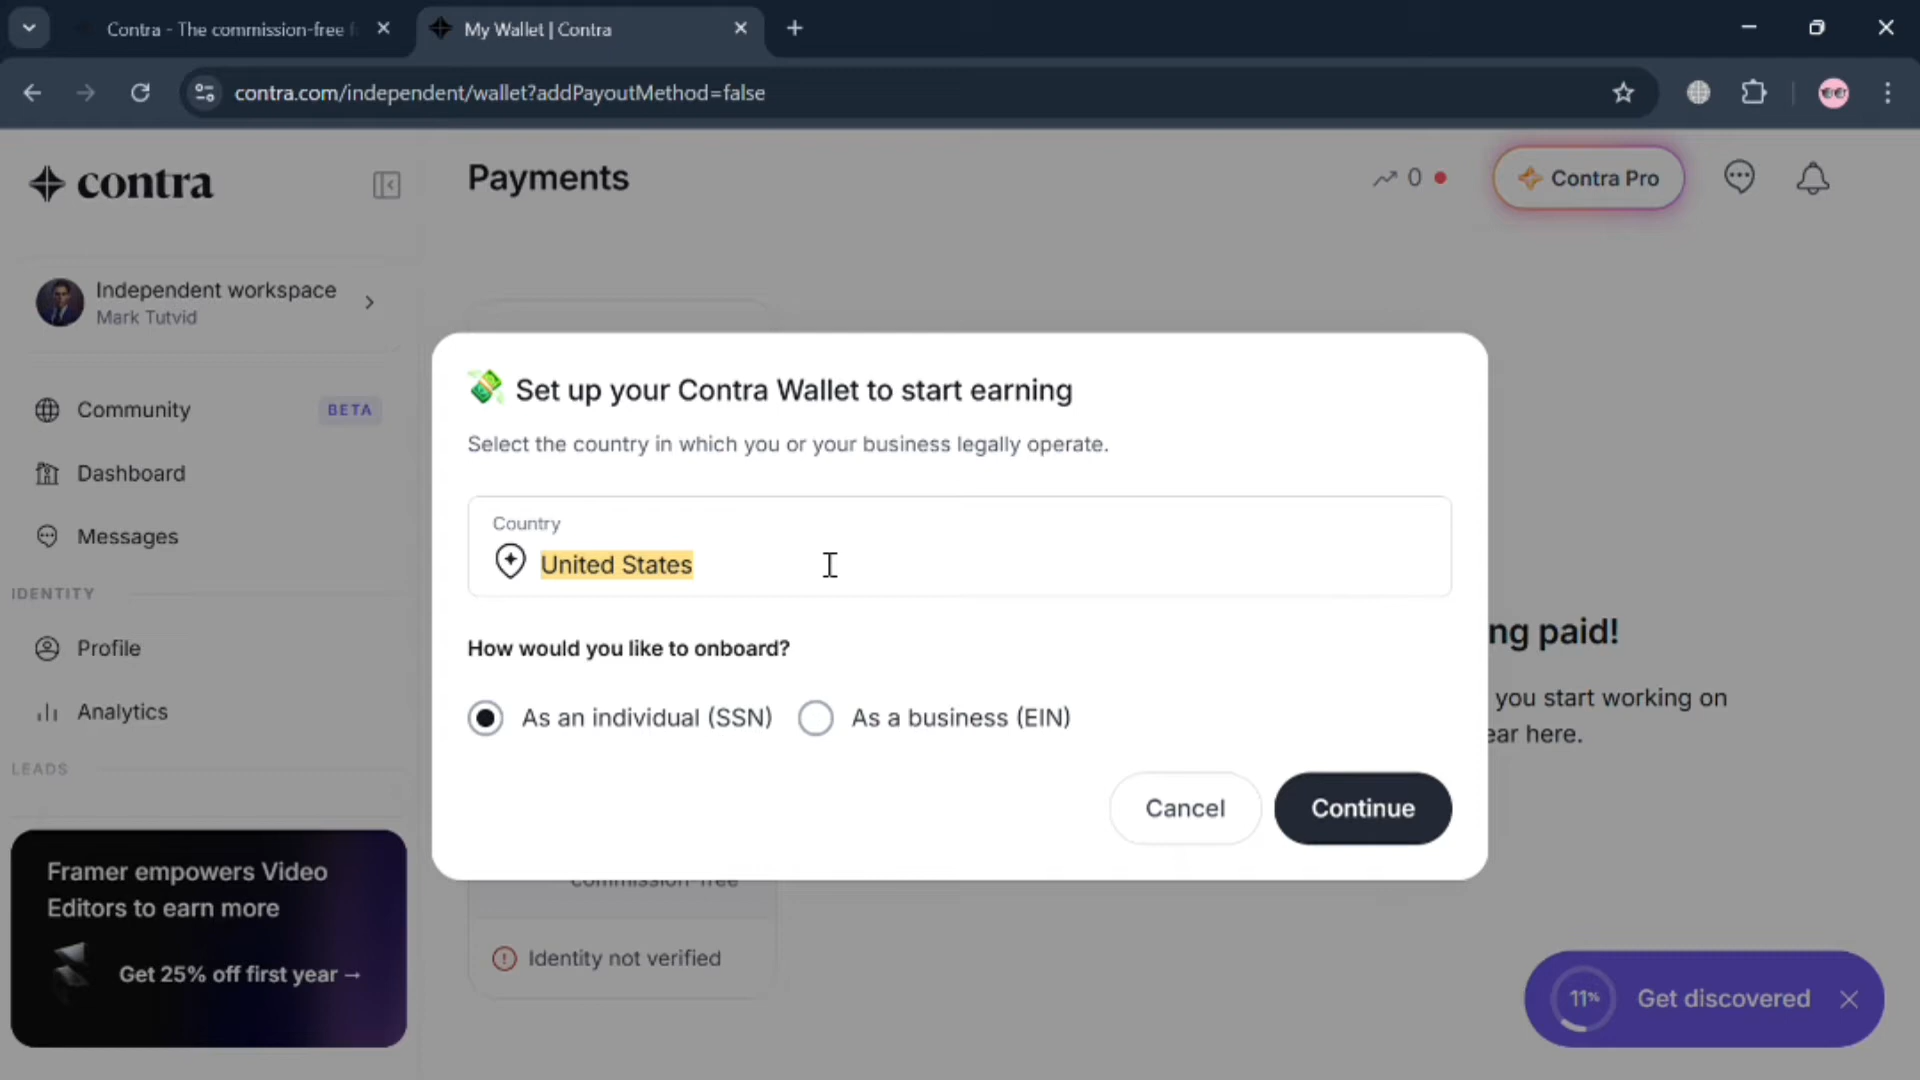 Contra - The commission-free f
My Wallet | Contra
contra.com/independent/wallet?addPayoutMethod=false
contra
Payments
0
Contra Pro
Independent workspace
Mark Tutvid
Community
BETA
Dashboard
Messages
IDENTITY
Profile
Analytics
LEADS
Framer empowers Video
Editors to earn more
Get 25% off first year →
💸 Set up your Contra Wallet to start earning
Select the country in which you or your business legally operate.
Country
United States
How would you like to onboard?
As an individual (SSN)
As a business (EIN)
Cancel
Continue
ng paid!
you start working on
ear here.
commission-free
Identity not verified
11%
Get discovered